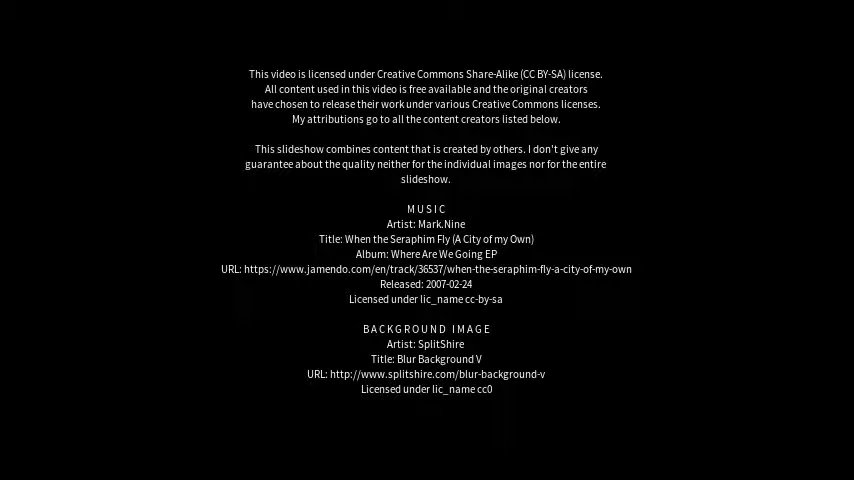 This video is licensed under Creative Commons Share-Alike (CC BY-SA) license.
All content used in this video is free available and the original creators
have chosen to release their work under various Creative Commons licenses.
My attributions go to all the content creators listed below.
This slideshow combines content that is created by others. I don't give any
guarantee about the quality neither for the individual images nor for the entire
slideshow.
MUSIC
Artist: Mark.Nine
Title: When the Seraphim Fly (A City of my Own)
Album: Where Are We Going EP
URL: https://www.jamendo.com/en/track/36537/when-the-seraphim-fly-a-city-of-my-own
Released: 2007-02-24
Licensed under lic_name cc-by-sa
BACKGROUND IMAGE
Artist: SplitShire
Title: Blur Background V
URL: http://www.splitshire.com/blur-background-v
Licensed under lic_name cc0